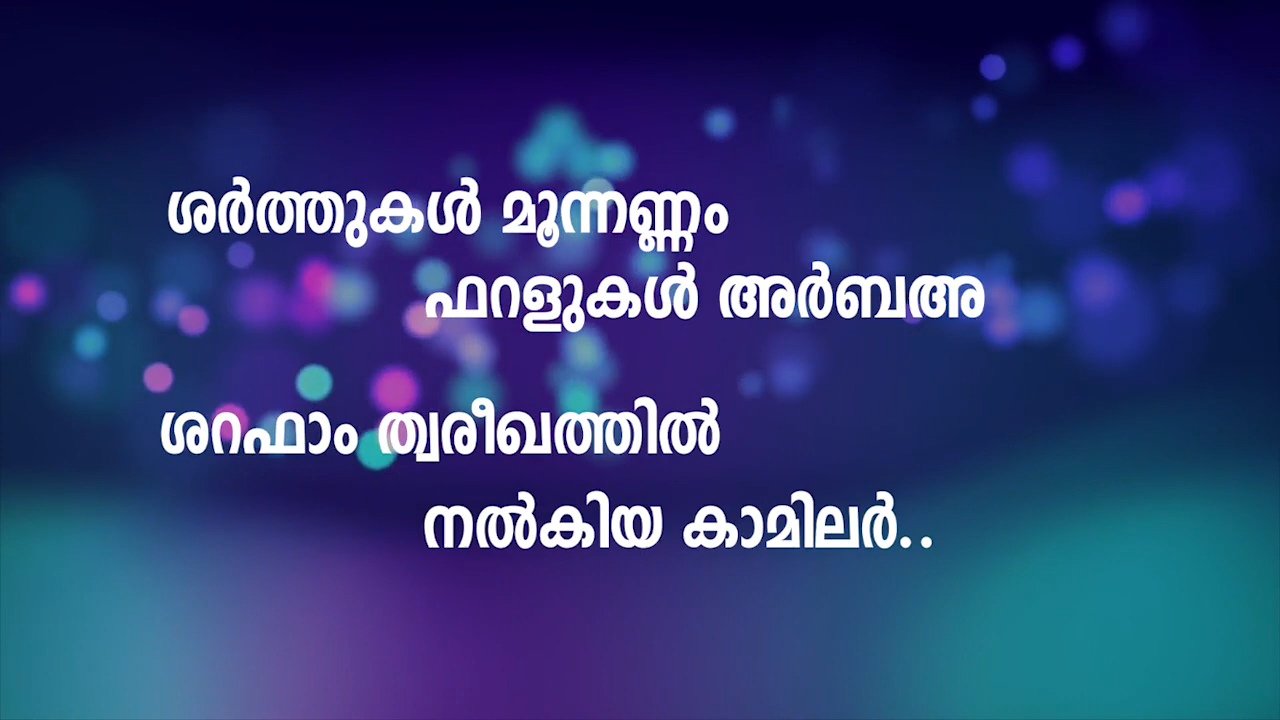 ശർത്തുകൾ മൂന്നണ്ണം
ഫറളുകൾ അർബഅ
ശറഫാം ത്വരീഖത്തിൽ
നൽകിയ കാമിലർ..